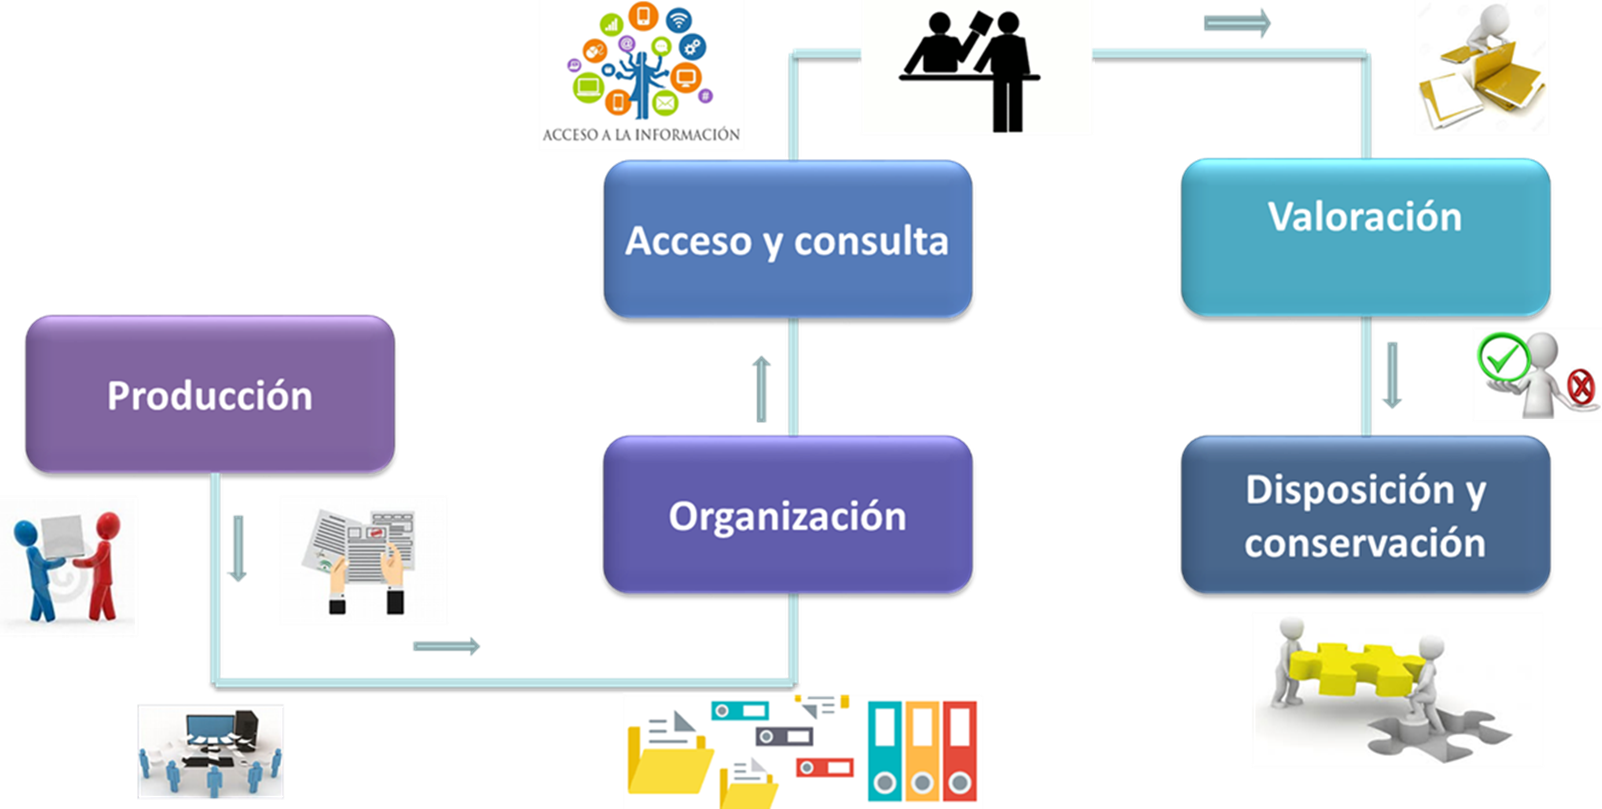 Producción
Organización
Acceso y consulta
ACCESO A LA INFORMACIÓN
Valoración
Disposición y
conservación